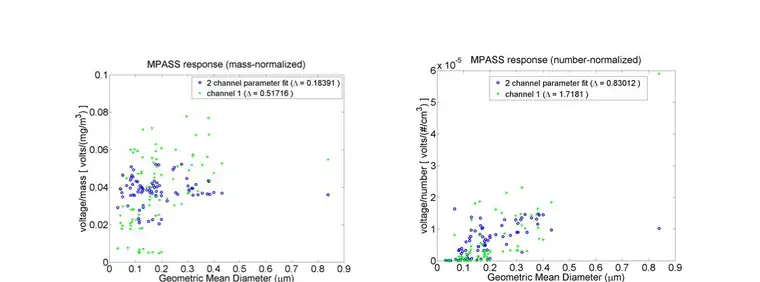 MPASS response (mass-normalized)
0.1
0.08
0.06
0.04
0.02
0
voltage/mass [ volts/(mg/m³) ]
2 channel parameter fit (Δ = 0.18391 )
channel 1 (Δ = 0.51716 )
0 0.1 0.2 0.3 0.4 0.5 0.6 0.7 0.8 0.9
Geometric Mean Diameter (μm)
MPASS response (number-normalized)
x 10⁻⁵
6
5
4
3
2
1
0
voltage/number [ volts/(#/cm³) ]
2 channel parameter fit (Δ = 0.83012 )
channel 1 (Δ = 1.7181 )
0 0.1 0.2 0.3 0.4 0.5 0.6 0.7 0.8 0.9
Geometric Mean Diameter (μm)